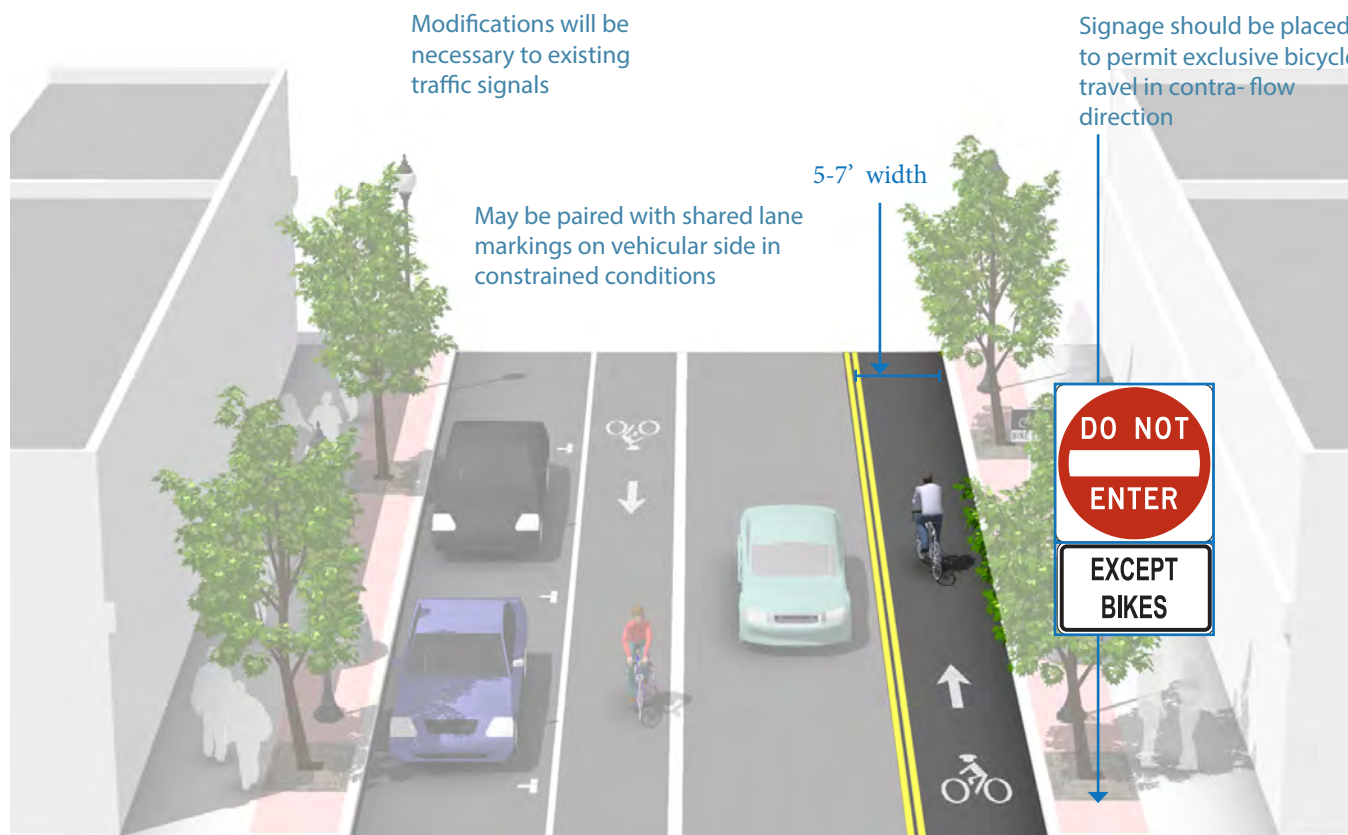 Modifications will be
necessary to existing
traffic signals
Signage should be placed
to permit exclusive bicycle
travel in contra- flow
direction
5-7’ width
May be paired with shared lane
markings on vehicular side in
constrained conditions
DO NOT
ENTER
EXCEPT
BIKES
BIKE